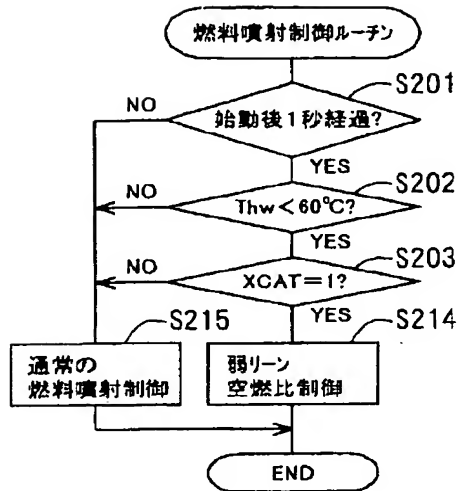 燃料噴射制御ルーチン
S201
NO
始動後1秒経過?
YES
S202
NO
Thw<60℃?
YES
S203
NO
XCAT=1?
YES
S215
S214
通常の
燃料噴射制御
弱リーン
空燃比制御
END